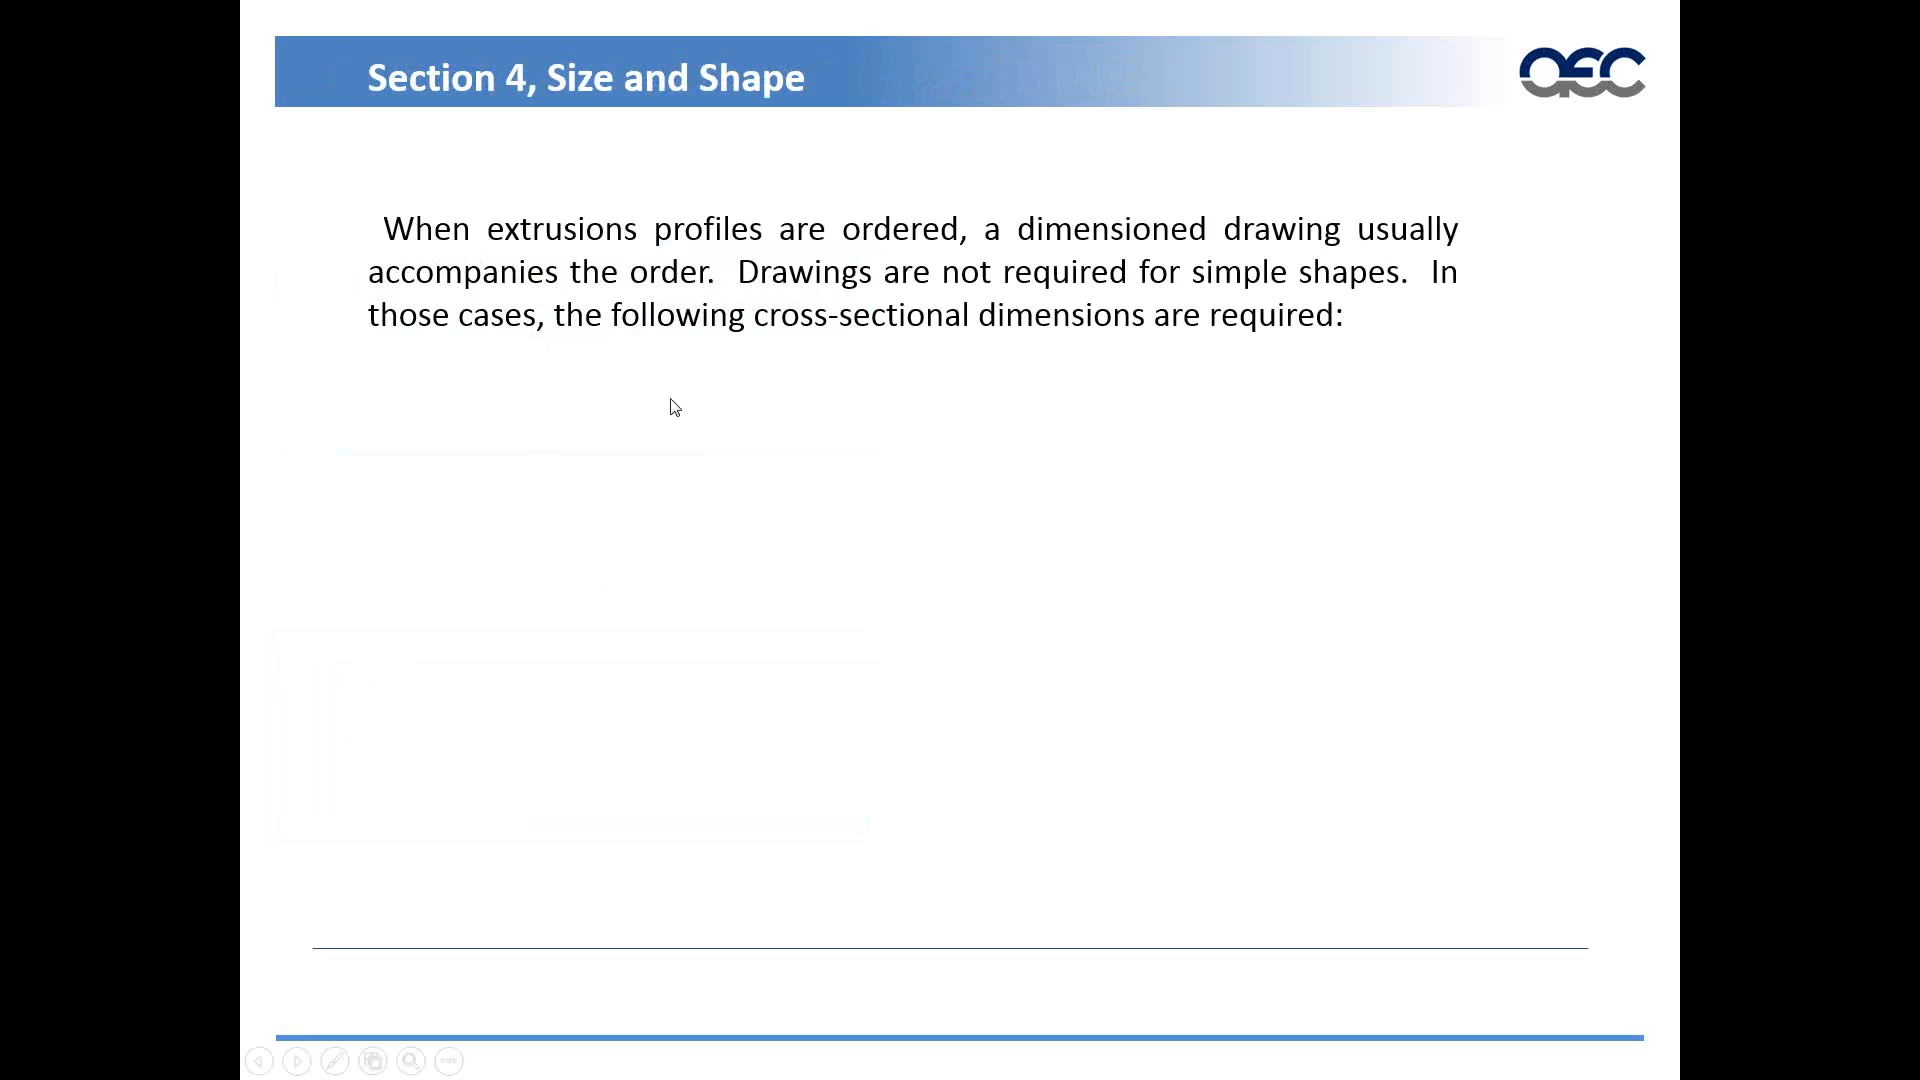 Section 4, Size and Shape
AEC
When extrusions profiles are ordered, a dimensioned drawing usually
accompanies the order. Drawings are not required for simple shapes. In
those cases, the following cross-sectional dimensions are required: